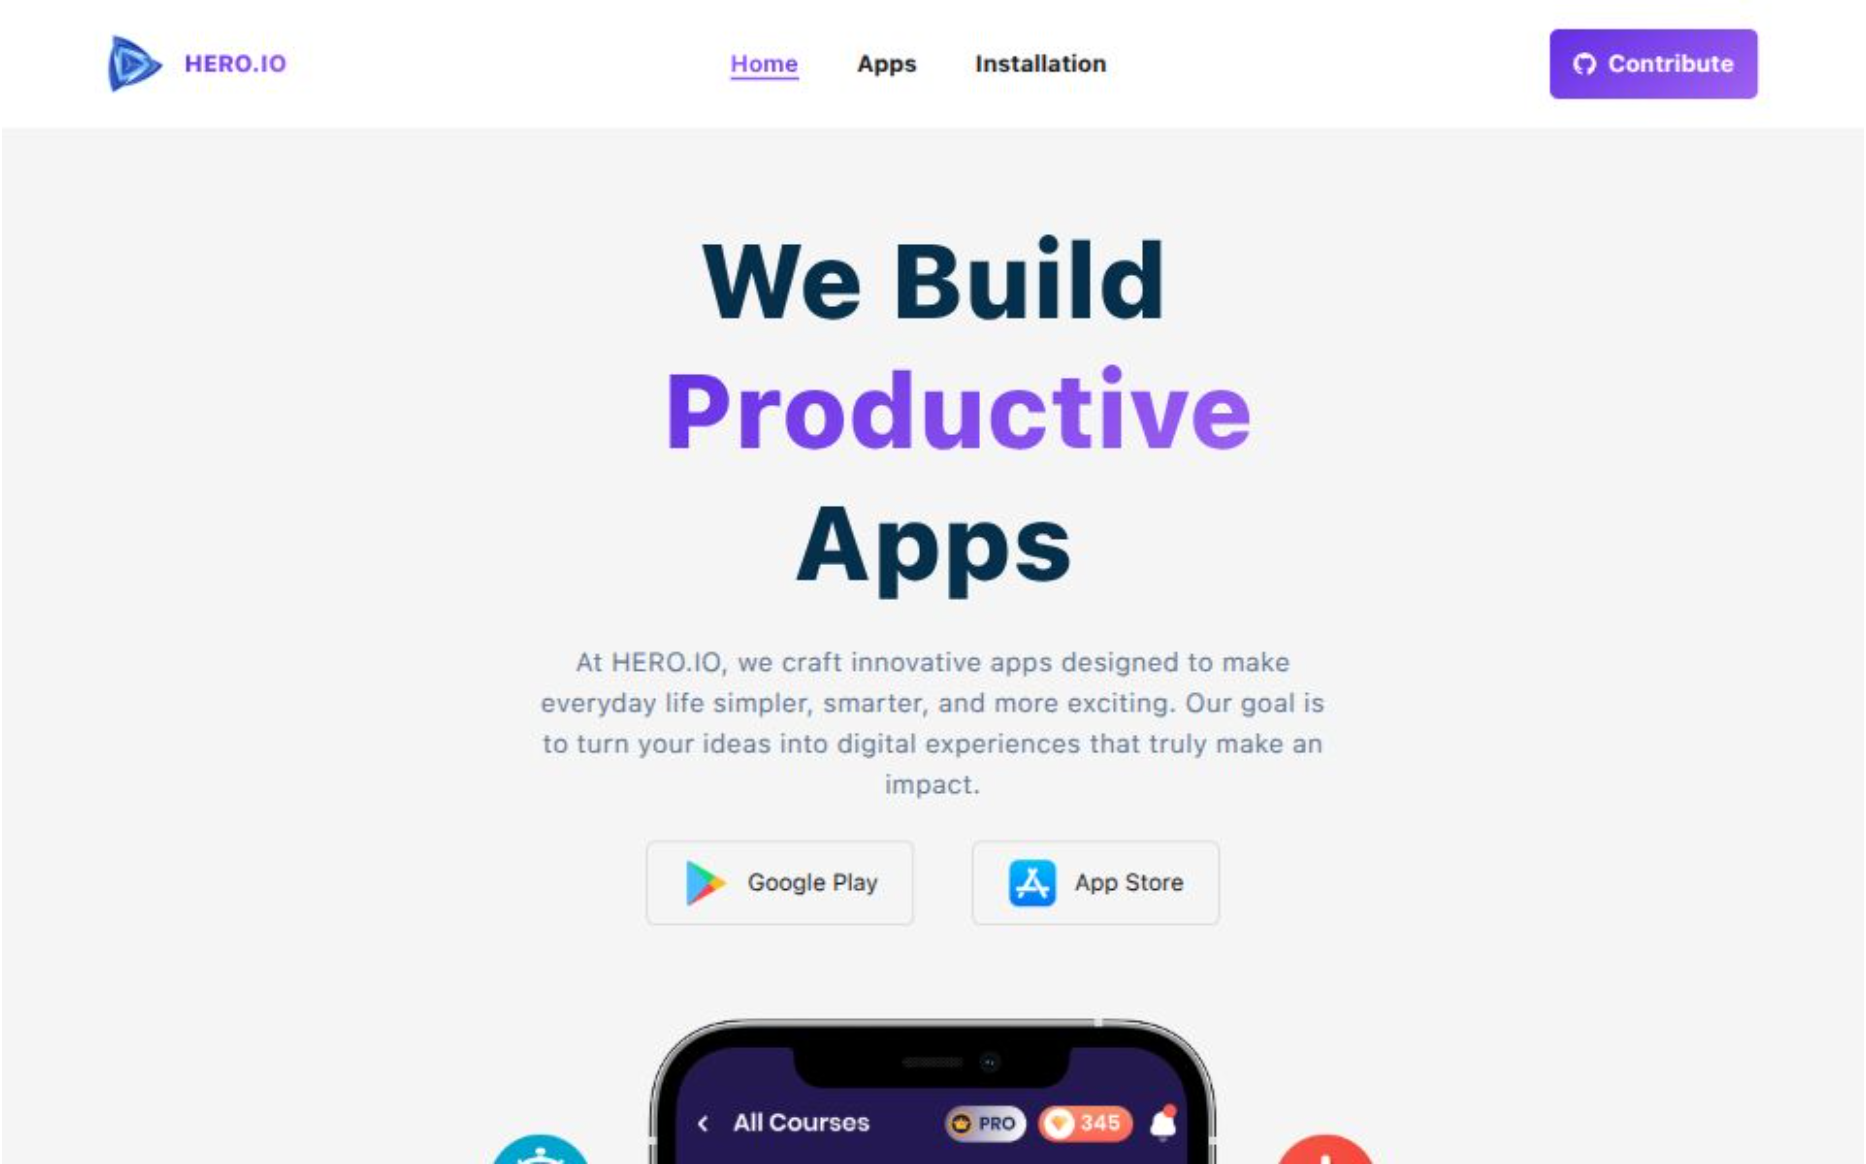 HERO.IO
Home Apps Installation
Contribute
We Build
Productive
Apps
At HERO.IO, we craft innovative apps designed to make
everyday life simpler, smarter, and more exciting. Our goal is
to turn your ideas into digital experiences that truly make an
impact.
Google Play
App Store
All Courses
PRO
345